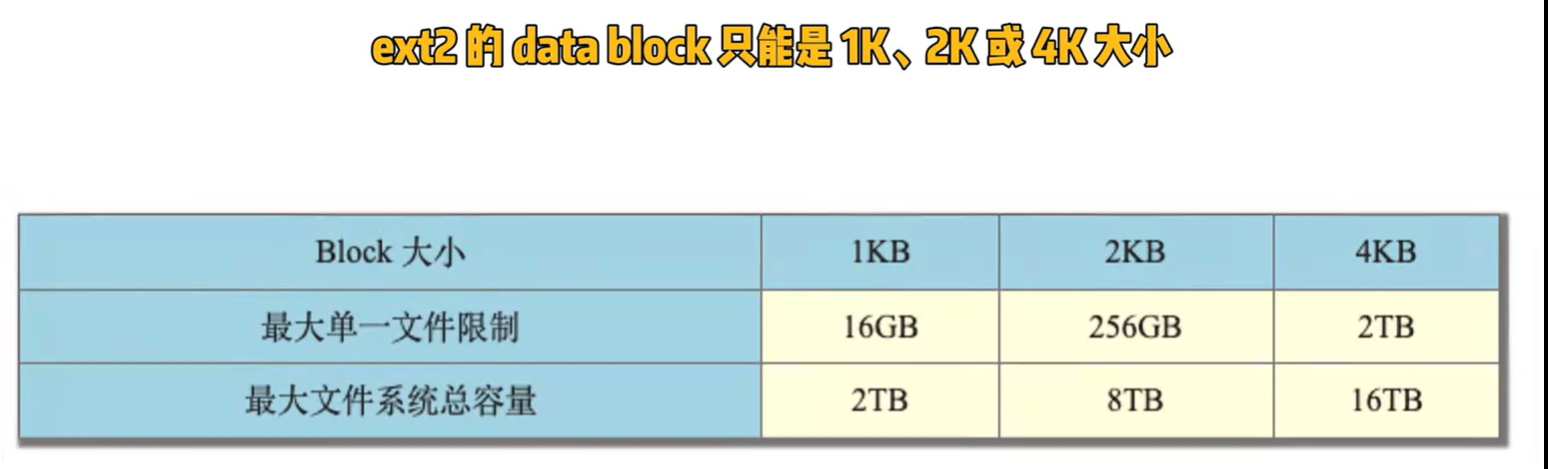 ext2 的 data block 只能是 1K、2K 或 4K 大小
Block 大小 1KB 2KB 4KB
最大单一文件限制 16GB 256GB 2TB
最大文件系统总容量 2TB 8TB 16TB